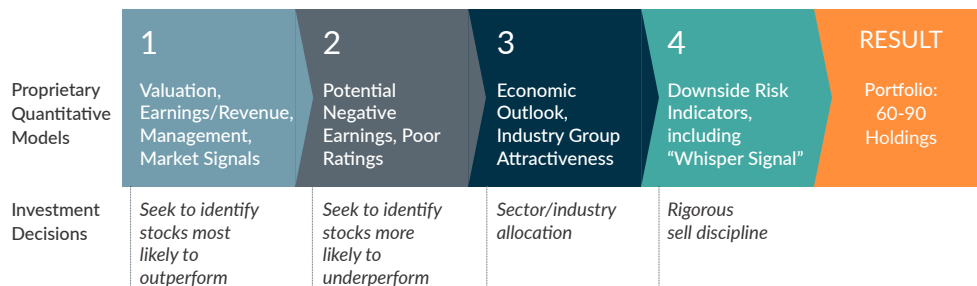 1
2
3
4
RESULT
Proprietary
Quantitative
Models
Valuation,
Earnings/Revenue,
Management,
Market Signals
Potential
Negative
Earnings, Poor
Ratings
Economic
Outlook,
Industry Group
Attractiveness
Downside Risk
Indicators,
including
“Whisper Signal”
Portfolio:
60-90
Holdings
Investment
Decisions
Seek to identify
stocks most
likely to
outperform
Seek to identify
stocks more
likely to
underperform
Sector/industry
allocation
Rigorous
sell discipline